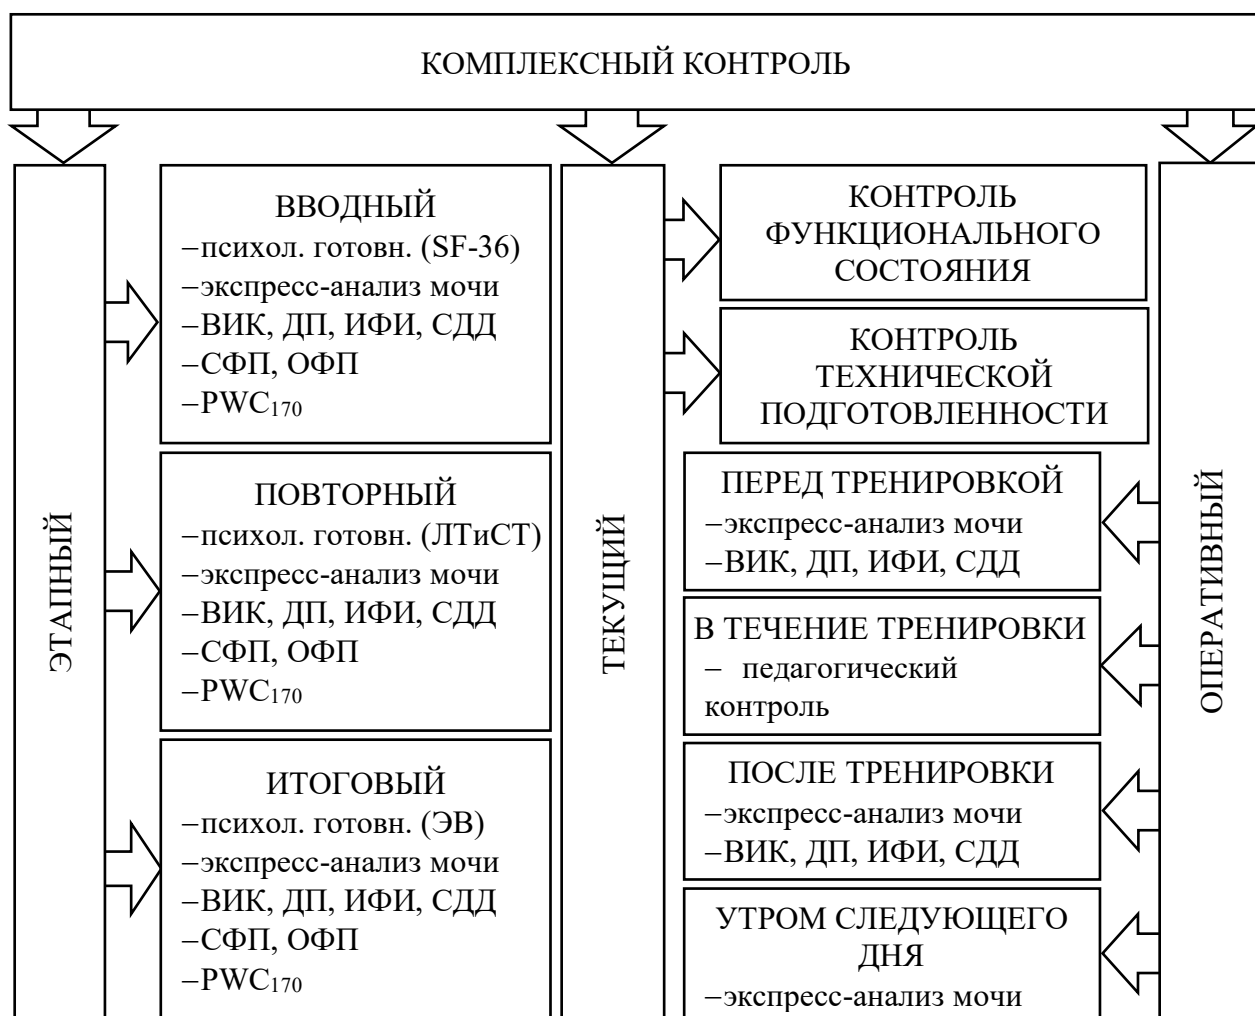 КОМПЛЕКСНЫЙ КОНТРОЛЬ
ЭТАПНЫЙ
ВВОДНЫЙ
–психол. готовн. (SF-36)
–экспресс-анализ мочи
–ВИК, ДП, ИФИ, СДД
–СФП, ОФП
–PWC₁₇₀
ПОВТОРНЫЙ
–психол. готовн. (ЛТиСТ)
–экспресс-анализ мочи
–ВИК, ДП, ИФИ, СДД
–СФП, ОФП
–PWC₁₇₀
ИТОГОВЫЙ
–психол. готовн. (ЭВ)
–экспресс-анализ мочи
–ВИК, ДП, ИФИ, СДД
–СФП, ОФП
–PWC₁₇₀
ТЕКУЩИЙ
КОНТРОЛЬ
ФУНКЦИОНАЛЬНОГО
СОСТОЯНИЯ
КОНТРОЛЬ
ТЕХНИЧЕСКОЙ
ПОДГОТОВЛЕННОСТИ
ОПЕРАТИВНЫЙ
ПЕРЕД ТРЕНИРОВКОЙ
–экспресс-анализ мочи
–ВИК, ДП, ИФИ, СДД
В ТЕЧЕНИЕ ТРЕНИРОВКИ
– педагогический
контроль
ПОСЛЕ ТРЕНИРОВКИ
–экспресс-анализ мочи
–ВИК, ДП, ИФИ, СДД
УТРОМ СЛЕДУЮЩЕГО
ДНЯ
–экспресс-анализ мочи